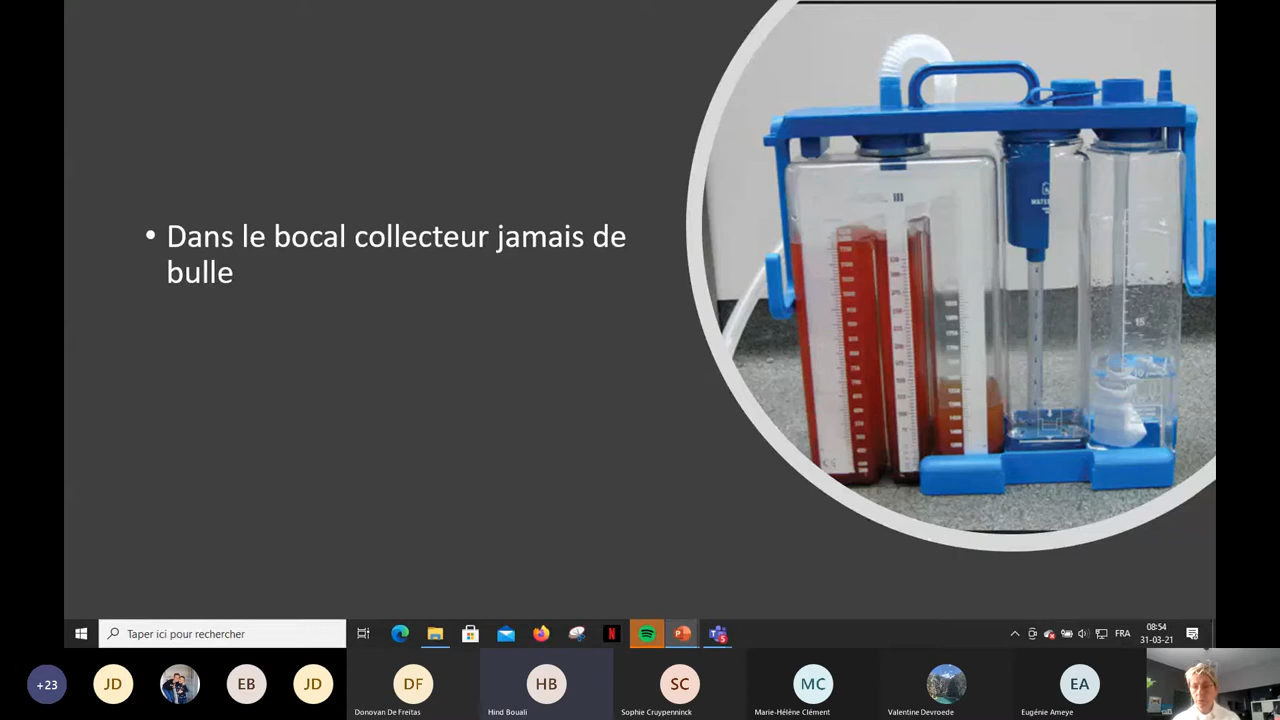 • Dans le bocal collecteur jamais de
bulle
Taper ici pour rechercher
FRA
08:54
31-03-21
+23
JD
EB
JD
DF
Donovan De Freitas
HB
Hind Bouali
SC
Sophie Cruypenninck
MC
Marie-Hélène Clément
Valentine Devroede
EA
Eugénie Ameye